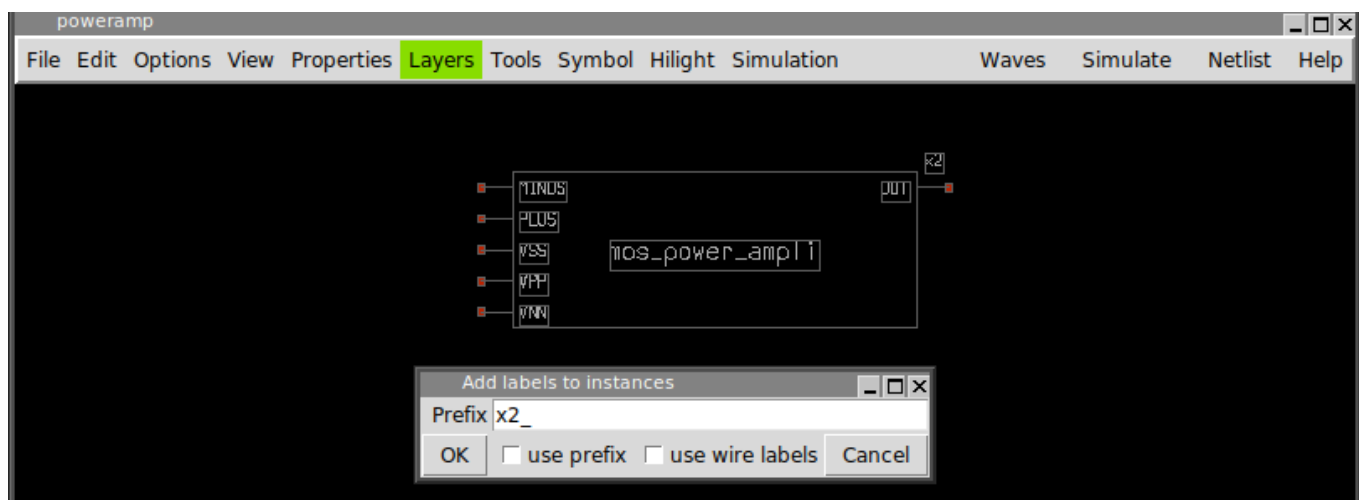 poweramp
File Edit Options View Properties Layers Tools Symbol Hilight Simulation Waves Simulate Netlist Help
x2
MINUS OUT
PLUS
VSS mos_power_ampli
VPP
VNN
Add labels to instances
Prefix x2_
OK use prefix use wire labels Cancel